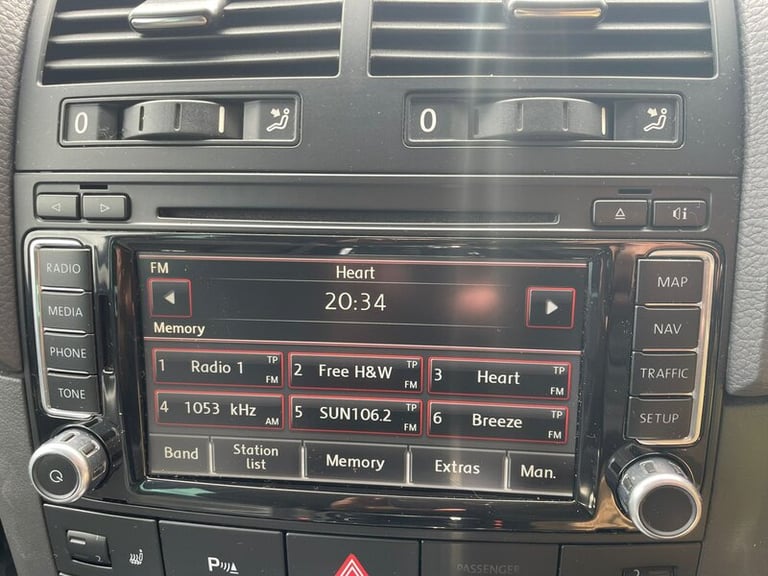 0
0
RADIO
MEDIA
PHONE
TONE
FM
Heart
20:34
Memory
1 Radio 1 TP FM
2 Free H&W TP FM
3 Heart TP FM
4 1053 kHz AM
5 SUN106.2 TP FM
6 Breeze TP FM
Band
Station
list
Memory
Extras
Man.
MAP
NAV
TRAFFIC
SETUP
P
PASSENGER